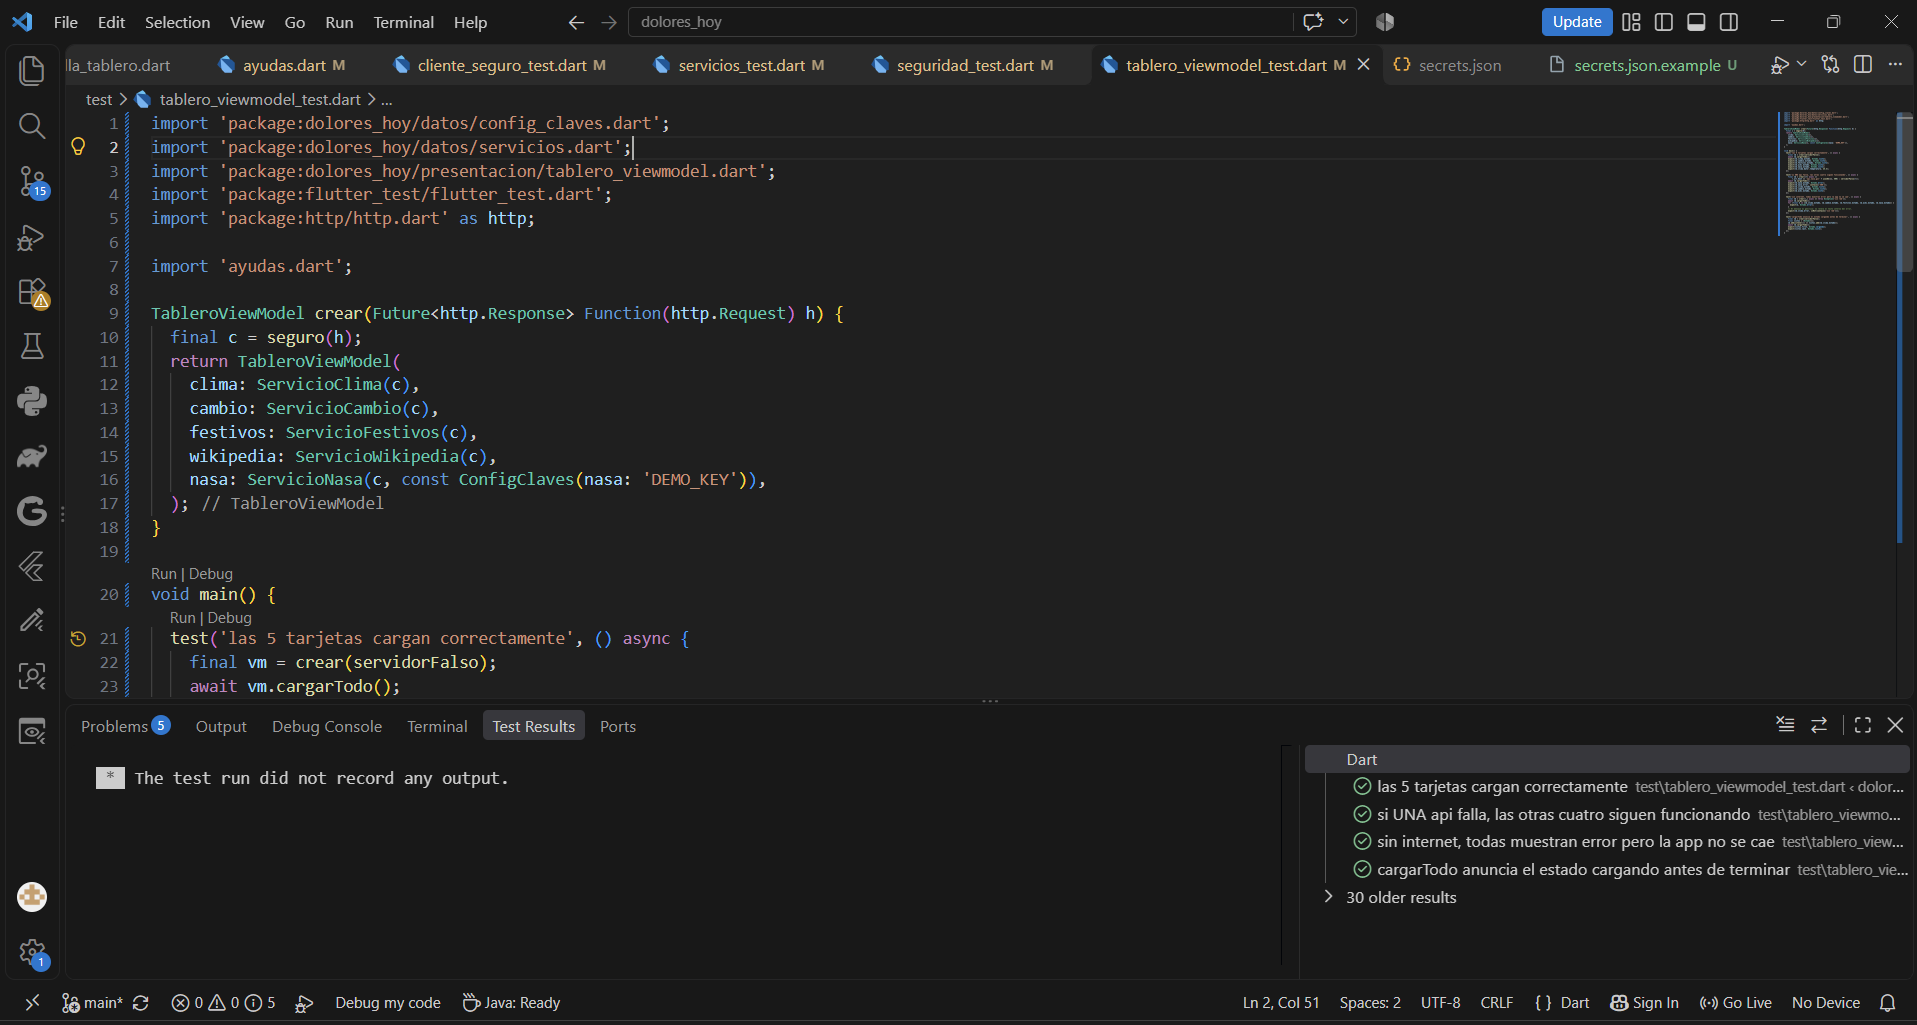 File Edit Selection View Go Run Terminal Help
dolores_hoy
Update
lla_tablero.dart
ayudas.dart M
cliente_seguro_test.dart M
servicios_test.dart M
seguridad_test.dart M
tablero_viewmodel_test.dart M
{} secrets.json
secrets.json.example U
test > tablero_viewmodel_test.dart > ...
1 import 'package:dolores_hoy/datos/config_claves.dart';
2 import 'package:dolores_hoy/datos/servicios.dart';
3 import 'package:dolores_hoy/presentacion/tablero_viewmodel.dart';
4 import 'package:flutter_test/flutter_test.dart';
5 import 'package:http/http.dart' as http;
6
7 import 'ayudas.dart';
8
9 TableroViewModel crear(Future<http.Response> Function(http.Request) h) {
10 final c = seguro(h);
11 return TableroViewModel(
12 clima: ServicioClima(c),
13 cambio: ServicioCambio(c),
14 festivos: ServicioFestivos(c),
15 wikipedia: ServicioWikipedia(c),
16 nasa: ServicioNasa(c, const ConfigClaves(nasa: 'DEMO_KEY')),
17 ); // TableroViewModel
18 }
19
Run | Debug
20 void main() {
Run | Debug
21 test('las 5 tarjetas cargan correctamente', () async {
22 final vm = crear(servidorFalso);
23 await vm.cargarTodo();
15
1
Problems 5 Output Debug Console Terminal Test Results Ports
* The test run did not record any output.
Dart
las 5 tarjetas cargan correctamente test\tablero_viewmodel_test.dart ‹ dolor...
si UNA api falla, las otras cuatro siguen funcionando test\tablero_viewmo...
sin internet, todas muestran error pero la app no se cae test\tablero_view...
cargarTodo anuncia el estado cargando antes de terminar test\tablero_vie...
30 older results
main* 0 0 5 Debug my code Java: Ready Ln 2, Col 51 Spaces: 2 UTF-8 CRLF {} Dart Sign In Go Live No Device